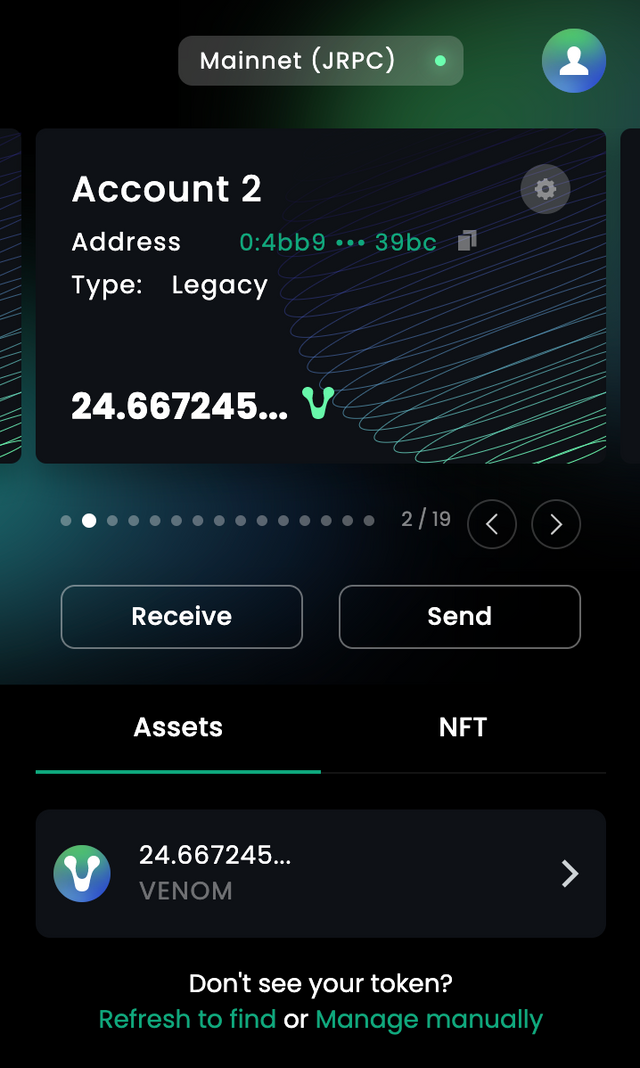 Mainnet (JRPC)
Account 2
Address 0:4bb9 ••• 39bc
Type: Legacy
24.667245...
2 / 19
Receive Send
Assets NFT
24.667245...
VENOM
Don't see your token?
Refresh to find or Manage manually